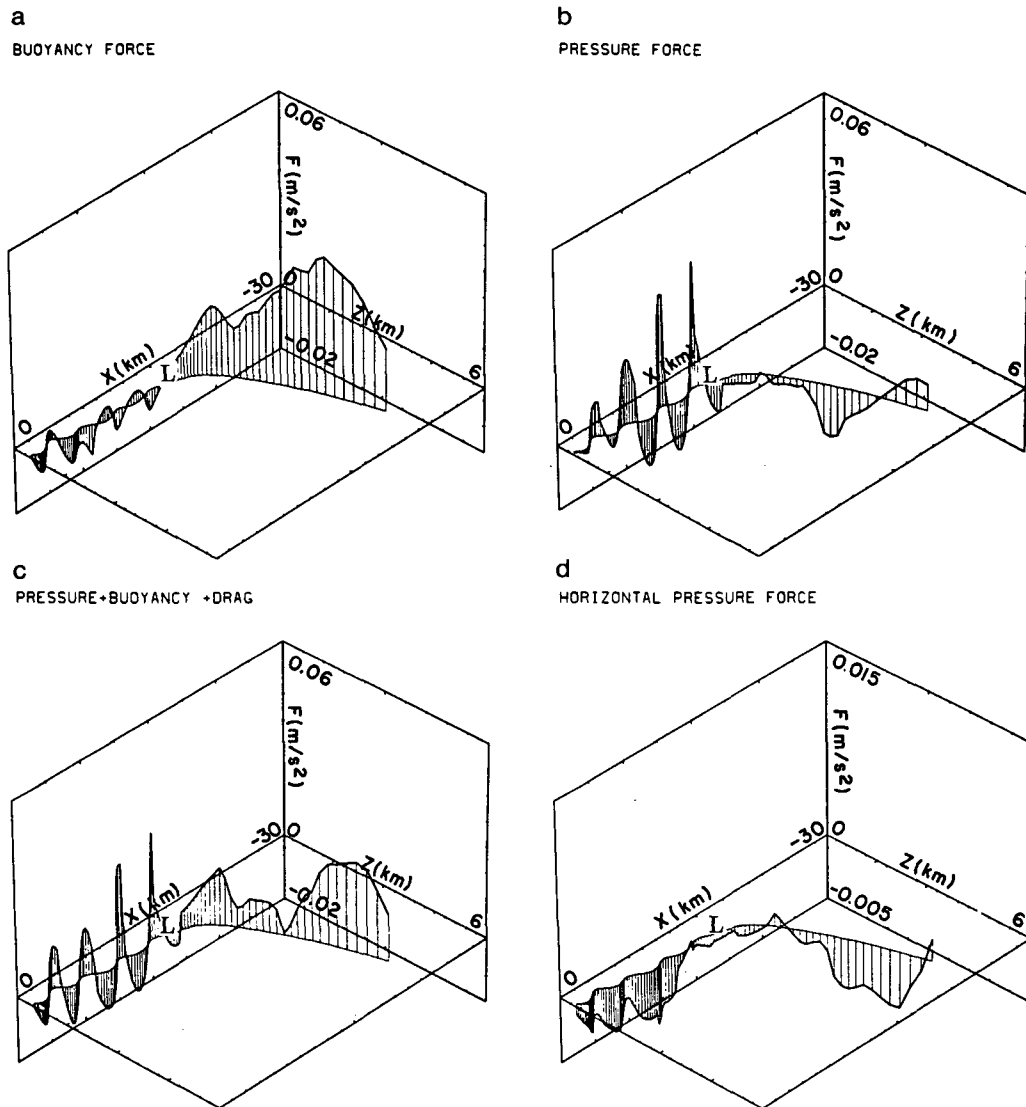 a
BUOYANCY FORCE
0.06
F(m/s²)
-30 0
Z(km)
-0.02
X(km)
L
0
6
b
PRESSURE FORCE
0.06
F(m/s²)
-30 0
Z(km)
-0.02
X(km)
L
0
6
c
PRESSURE+BUOYANCY +DRAG
0.06
F(m/s²)
-30 0
Z(km)
-0.02
X(km)
L
0
6
d
HORIZONTAL PRESSURE FORCE
0.015
F(m/s²)
-30 0
Z(km)
-0.005
X(km)
L
0
6